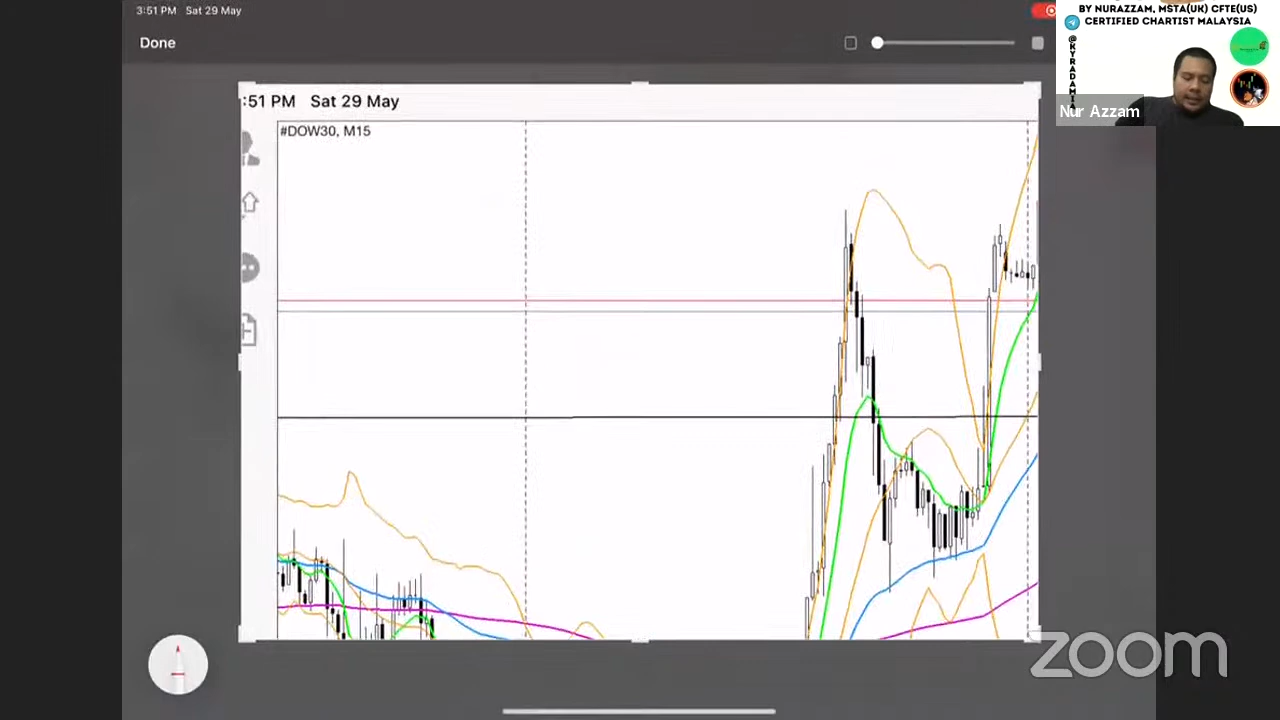 3:51 PM Sat 29 May
Done
:51 PM Sat 29 May
#DOW30, M15
BY NURAZZAM, MSTA(UK) CFTE(US)
CERTIFIED CHARTIST MALAYSIA
Nur Azzam
zoom